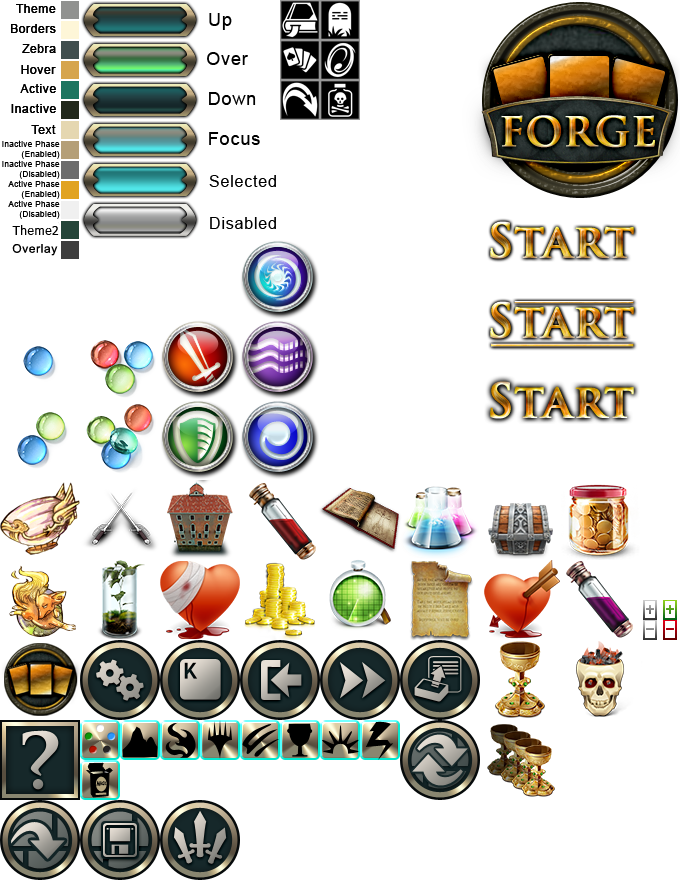 Theme
Borders
Zebra
Hover
Active
Inactive
Text
Inactive Phase
(Enabled)
Inactive Phase
(Disabled)
Active Phase
(Enabled)
Active Phase
(Disabled)
Theme2
Overlay
Up
Over
Down
Focus
Selected
Disabled
FORGE
START
START
START
K
?